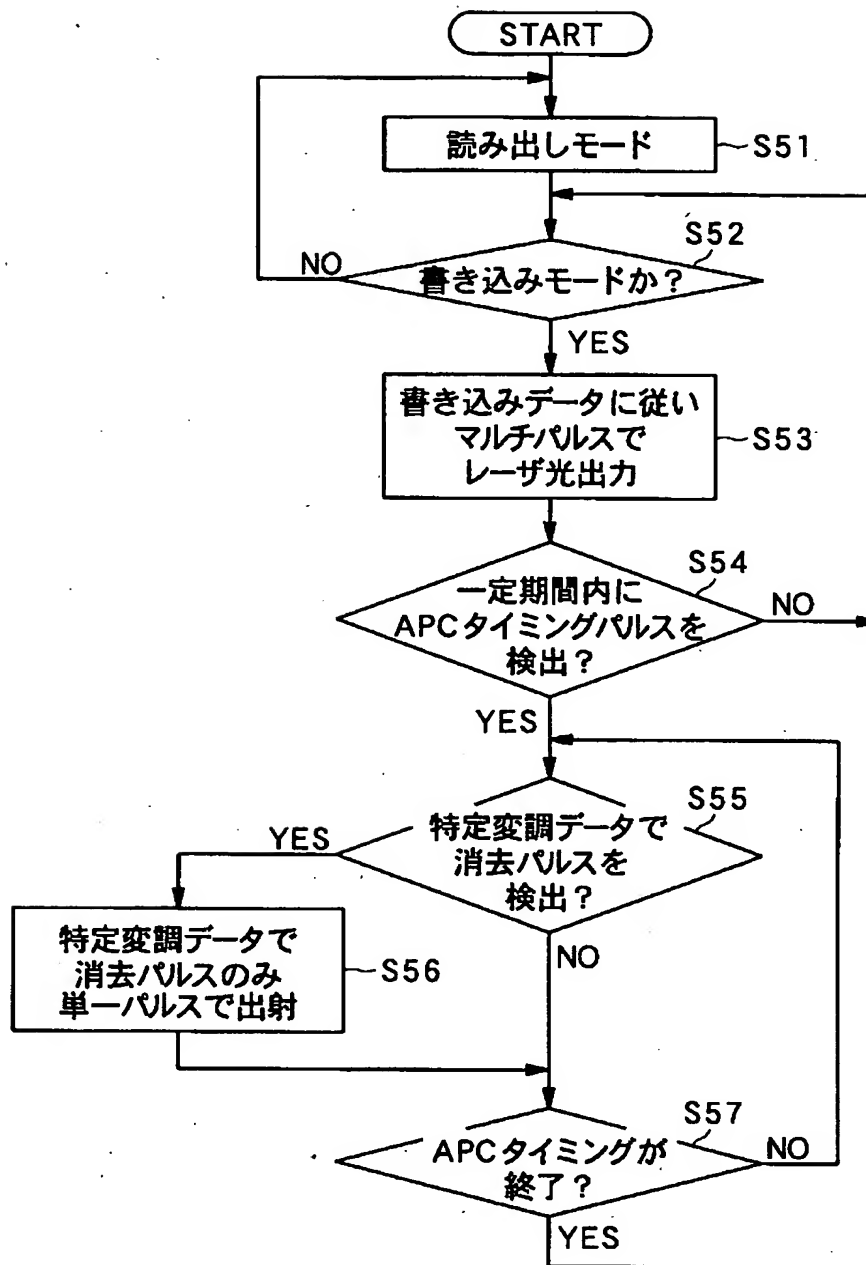 START
読み出しモード
S51
S52
NO
書き込みモードか?
YES
書き込みデータに従い
マルチパルスで
レーザ光出力
S53
S54
一定期間内に
APCタイミングパルスを
検出?
NO
YES
S55
YES
特定変調データで
消去パルスを
検出?
特定変調データで
消去パルスのみ
単一パルスで出射
S56
NO
S57
APCタイミングが
終了?
NO
YES